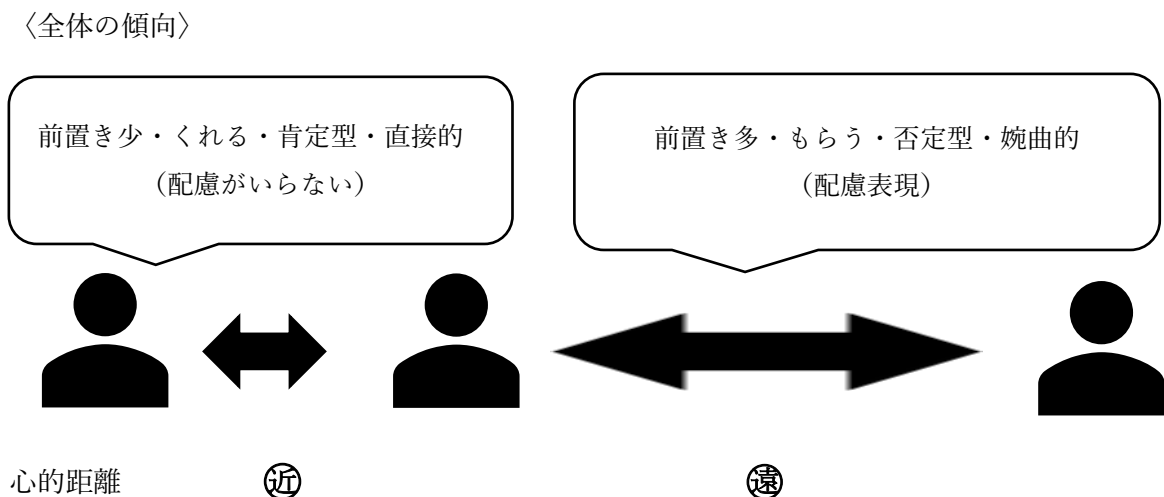 〈全体の傾向〉
前置き少・くれる・肯定型・直接的
（配慮がいらない）
前置き多・もらう・否定型・婉曲的
（配慮表現）
心的距離
近
遠